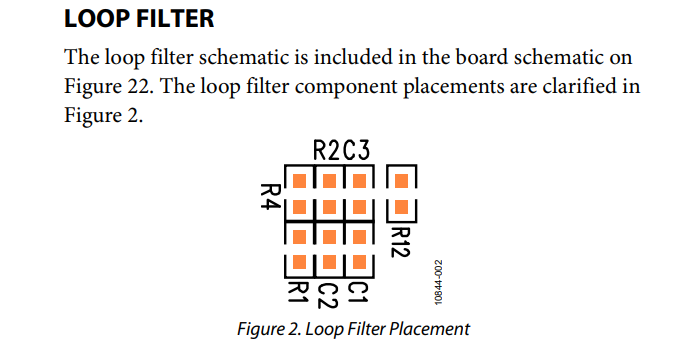 LOOP FILTER
The loop filter schematic is included in the board schematic on
Figure 22. The loop filter component placements are clarified in
Figure 2.
R2C3
R4
R12
R1 C2 C1
10844-002
Figure 2. Loop Filter Placement